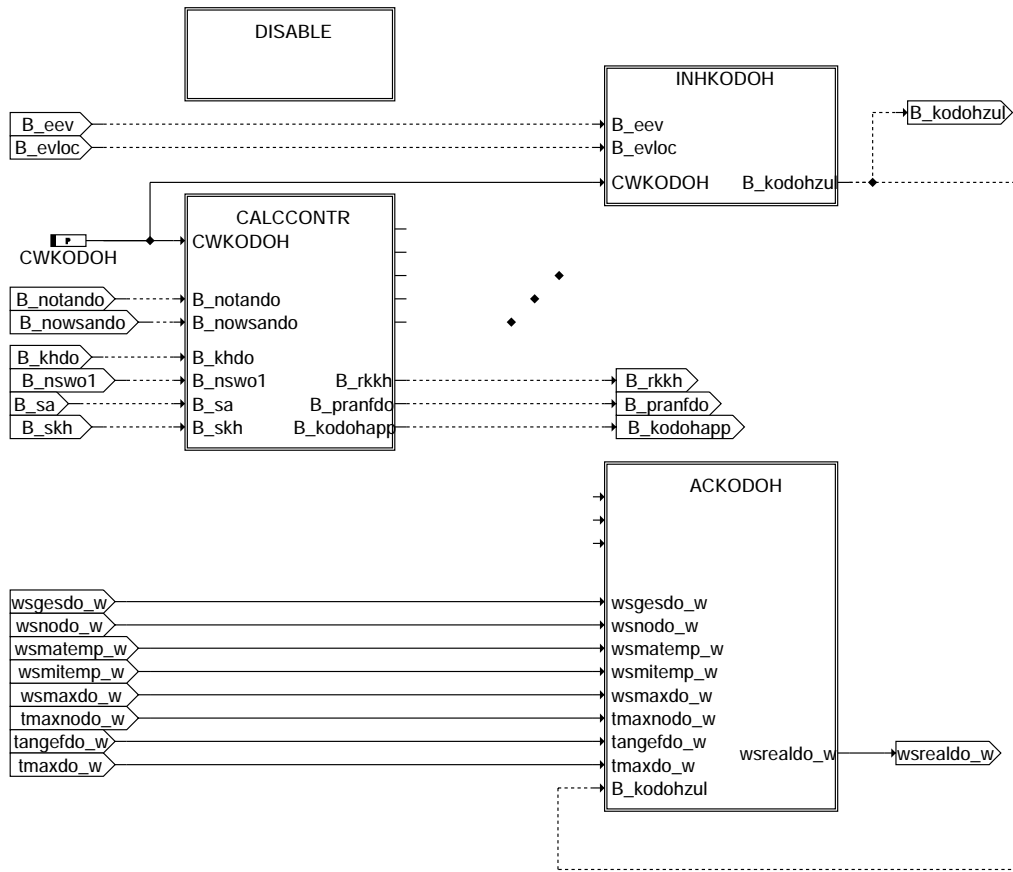 DISABLE
INHKODOH
B_eev
B_evloc
B_eev
B_evloc
CWKODOH
B_kodohzul
B_kodohzul
P
CWKODOH
CALCCONTR
CWKODOH
B_notando
B_nowsando
B_khdo
B_nswo1
B_sa
B_skh
B_notando
B_nowsando
B_khdo
B_nswo1
B_sa
B_skh
B_rkkh
B_pranfdo
B_kodohapp
B_rkkh
B_pranfdo
B_kodohapp
ACKODOH
wsgesdo_w
wsnodo_w
wsmatemp_w
wsmitemp_w
wsmaxdo_w
tmaxnodo_w
tangefdo_w
tmaxdo_w
wsgesdo_w
wsnodo_w
wsmatemp_w
wsmitemp_w
wsmaxdo_w
tmaxnodo_w
tangefdo_w
tmaxdo_w
B_kodohzul
wsrealdo_w
wsrealdo_w